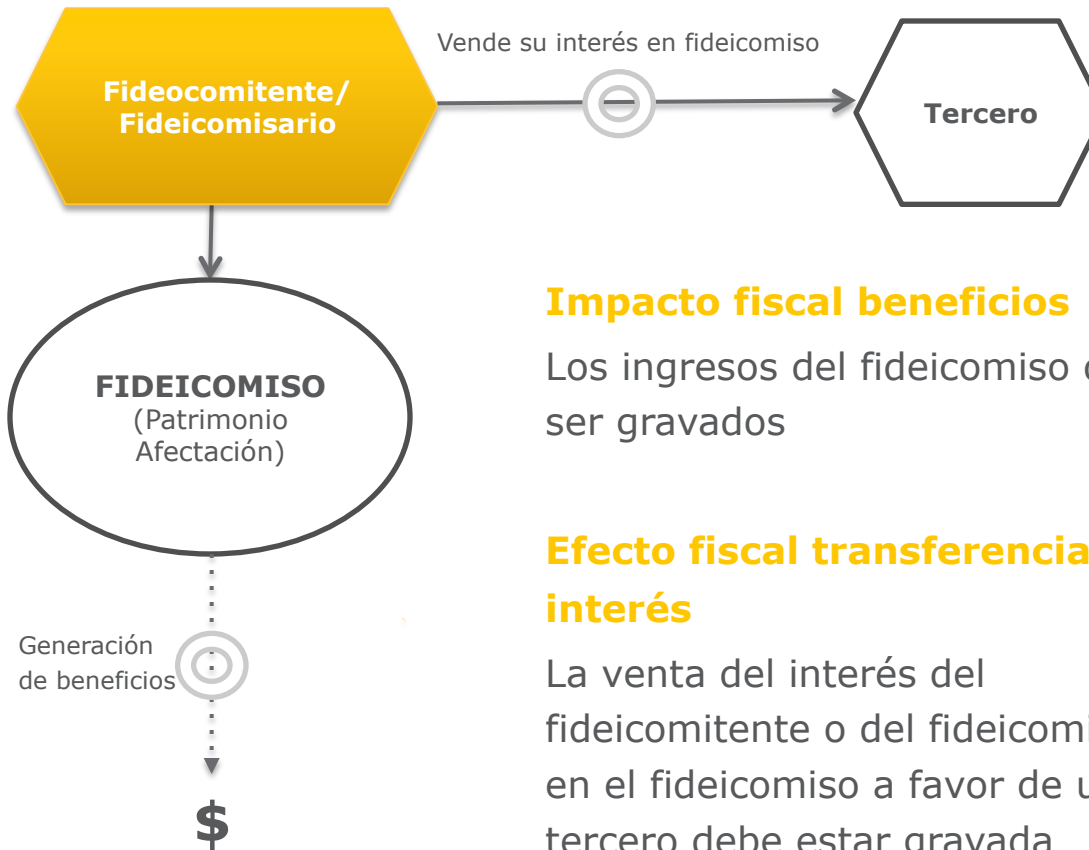 Vende su interés en fideicomiso
Fideocomitente/
Fideicomisario
Tercero
FIDEICOMISO
(Patrimonio
Afectación)
Generación
de beneficios
$
Impacto fiscal beneficios
Los ingresos del fideicomiso
ser gravados
Efecto fiscal transferencia
interés
La venta del interés del
fideicomitente o del
en el fideicomiso a favor de
tercero debe estar gravada